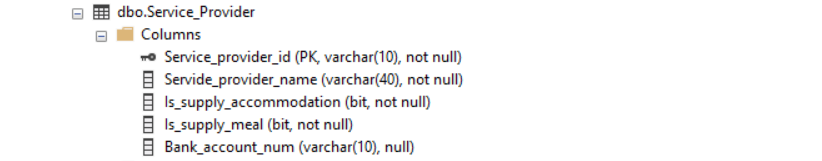 dbo.Service_Provider
Columns
Service_provider_id (PK, varchar(10), not null)
Servide_provider_name (varchar(40), not null)
Is_supply_accommodation (bit, not null)
Is_supply_meal (bit, not null)
Bank_account_num (varchar(10), null)